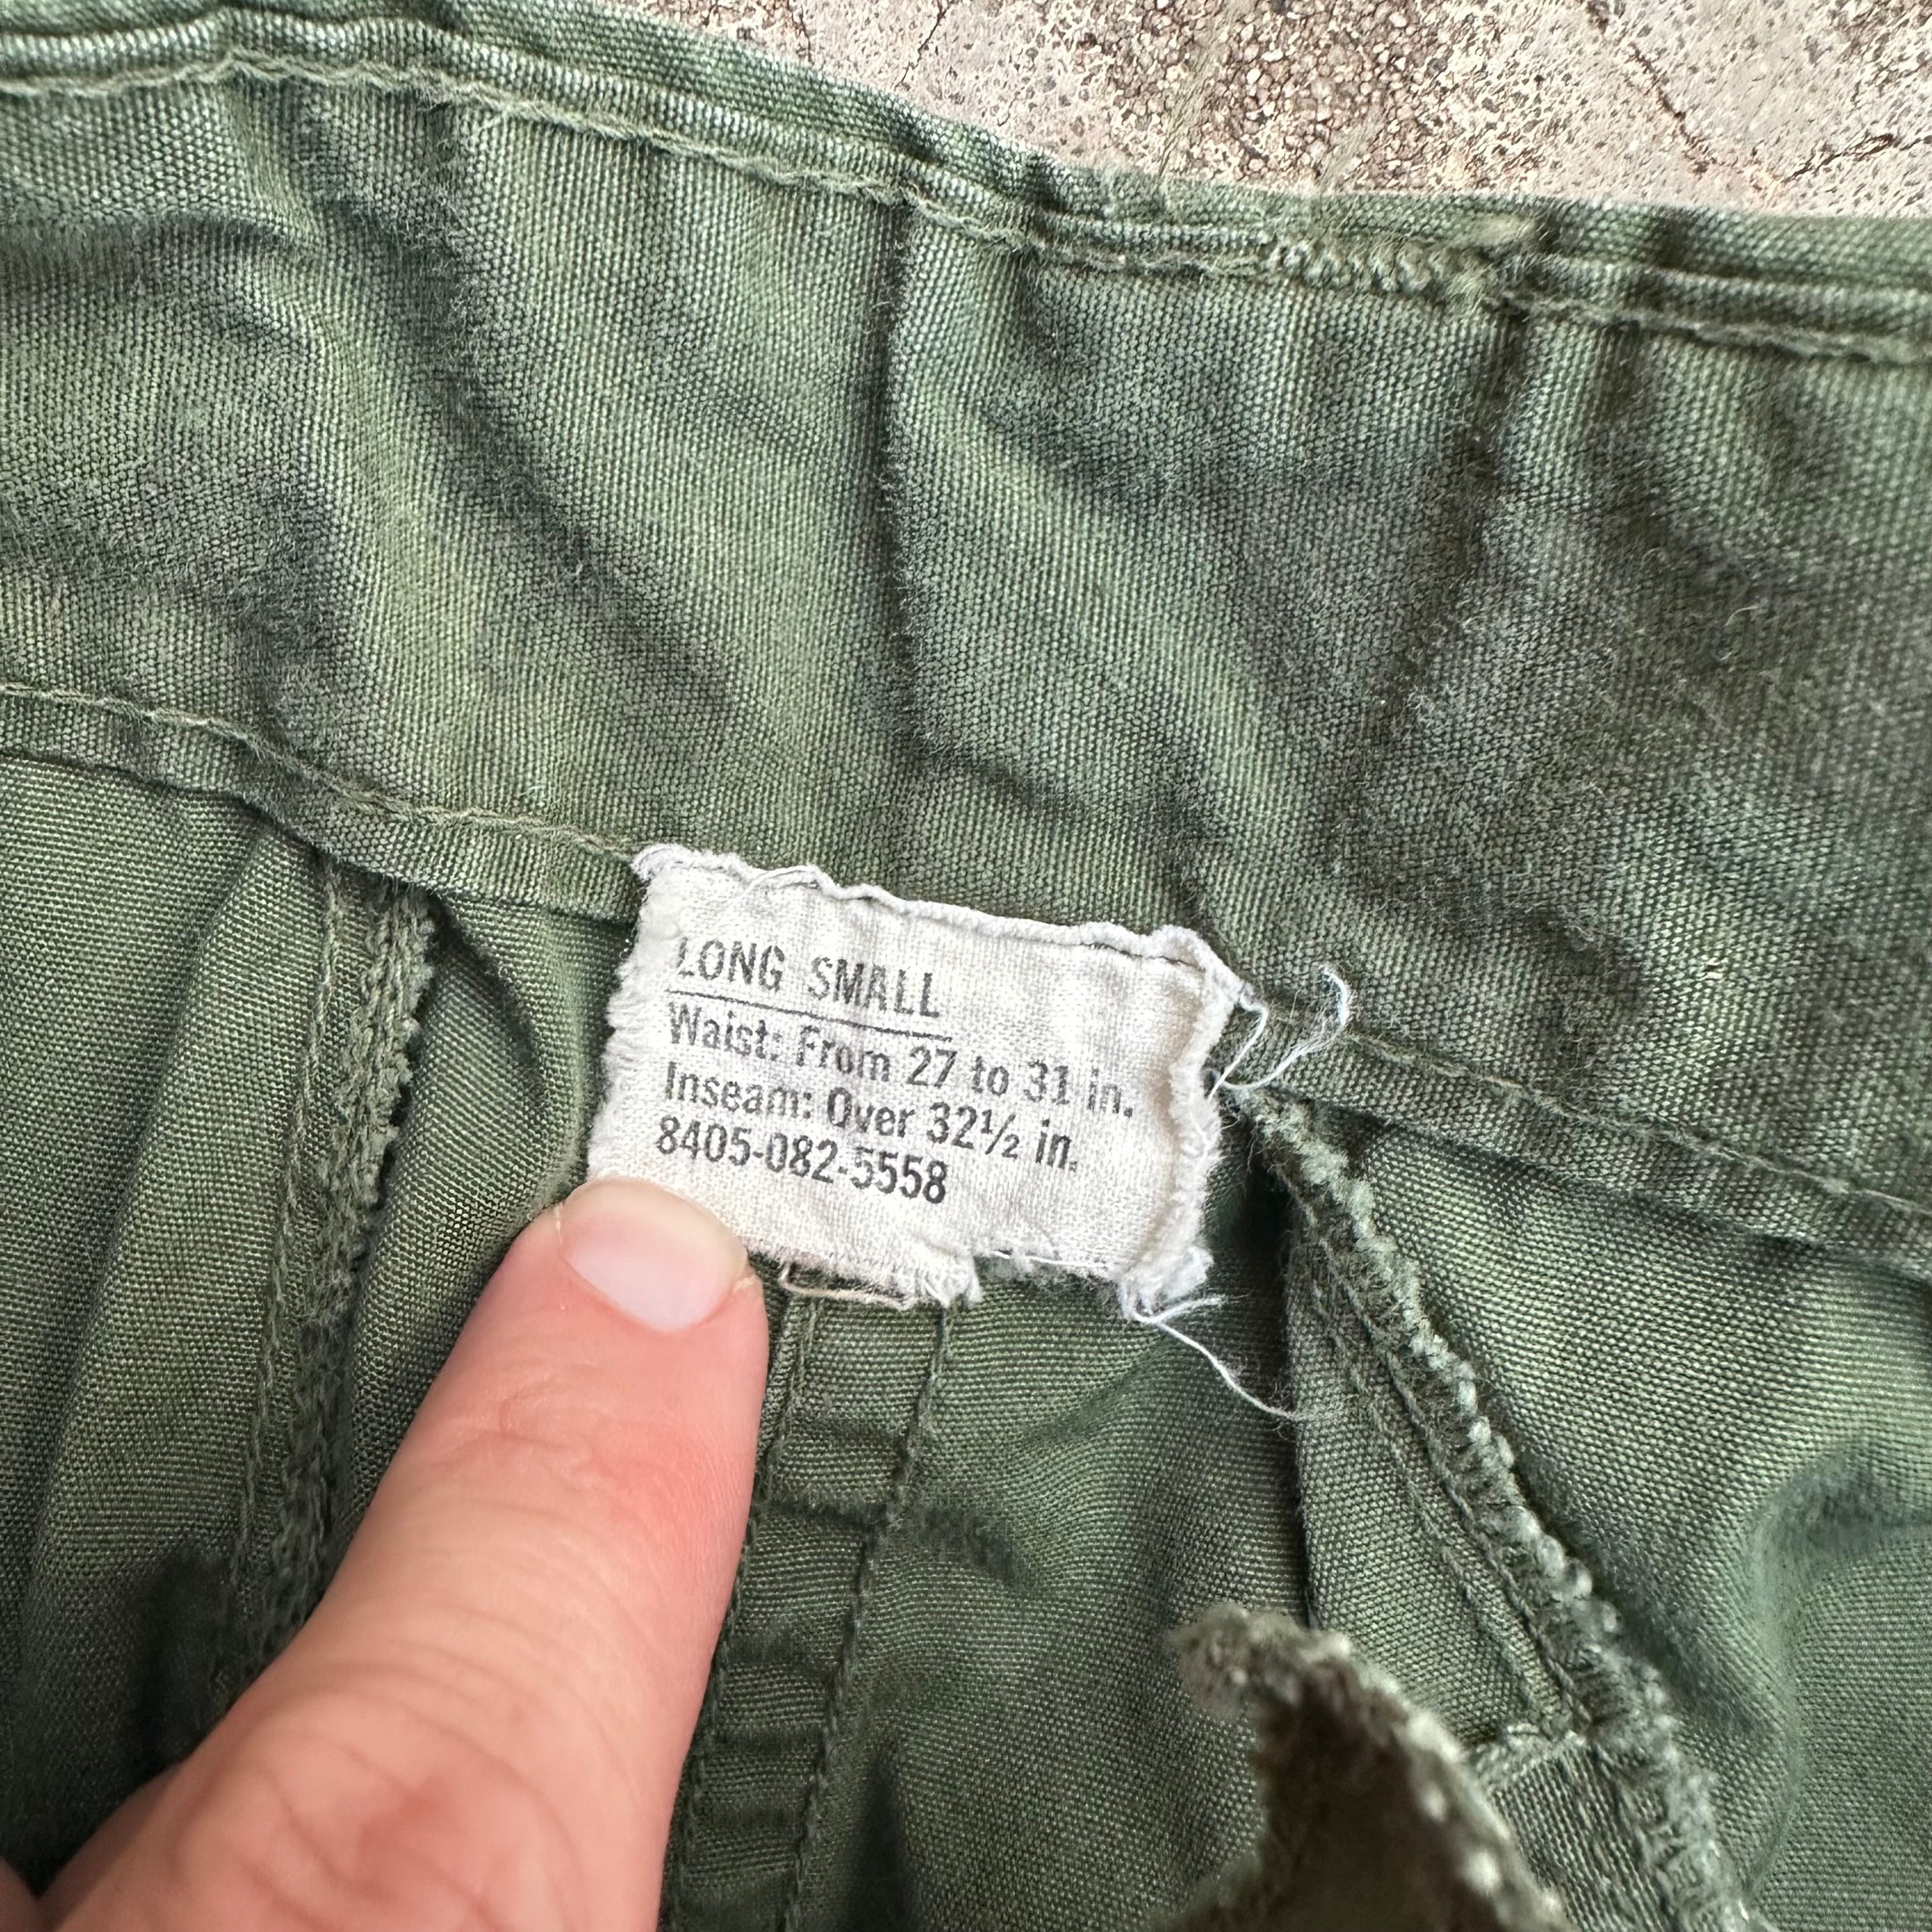 LONG SMALL
Waist: From 27 to 31 in.
Inseam: Over 32½ in.
8405-082-5558